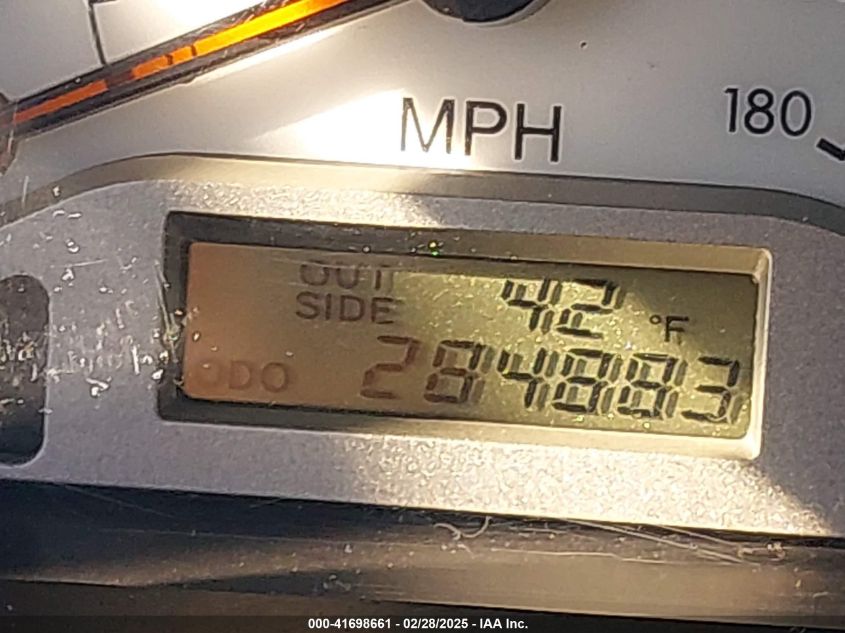 MPH
180
OUT
SIDE
42 °F
ODO 284883
000-41698661 - 02/28/2025 - IAA Inc.